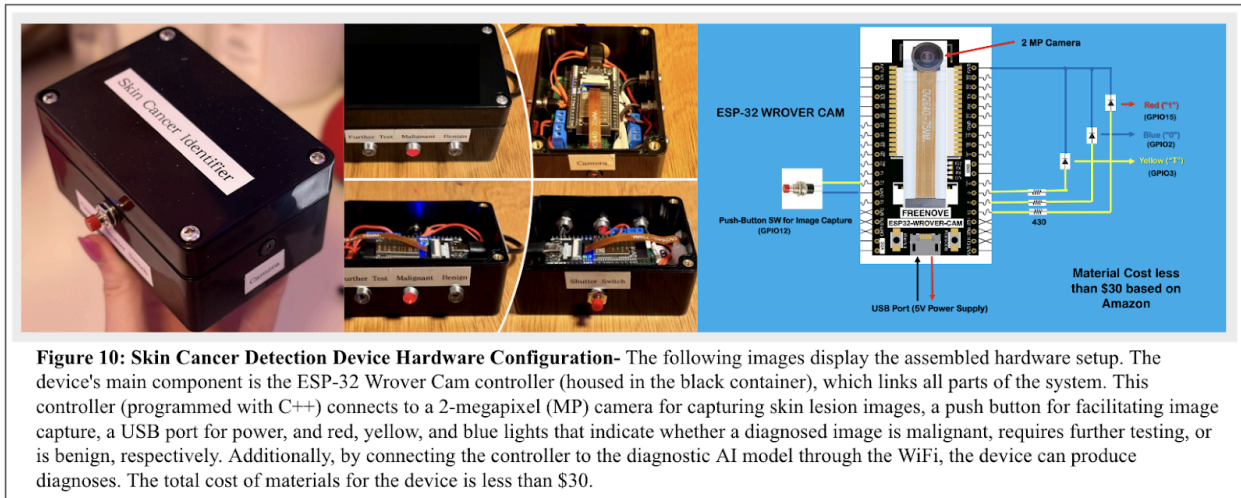 Skin Cancer Identifier
Camera
Further Test Malignant Benign
Camera
Further Test Malignant Benign
Shutter Switch
ESP-32 WROVER CAM
2 MP Camera
Red ("1")
(GPIO15)
Blue ("0")
(GPIO2)
Yellow ("T")
(GPIO3)
Push-Button SW for Image Capture
(GPIO12)
FREENOVE
ESP32-WROVER-CAM
430
USB Port (5V Power Supply)
Material Cost less
than $30 based on
Amazon
Figure 10: Skin Cancer Detection Device Hardware Configuration- The following images display the assembled hardware setup. The
device's main component is the ESP-32 Wrover Cam controller (housed in the black container), which links all parts of the system. This
controller (programmed with C++) connects to a 2-megapixel (MP) camera for capturing skin lesion images, a push button for facilitating image
capture, a USB port for power, and red, yellow, and blue lights that indicate whether a diagnosed image is malignant, requires further testing, or
is benign, respectively. Additionally, by connecting the controller to the diagnostic AI model through the WiFi, the device can produce
diagnoses. The total cost of materials for the device is less than $30.